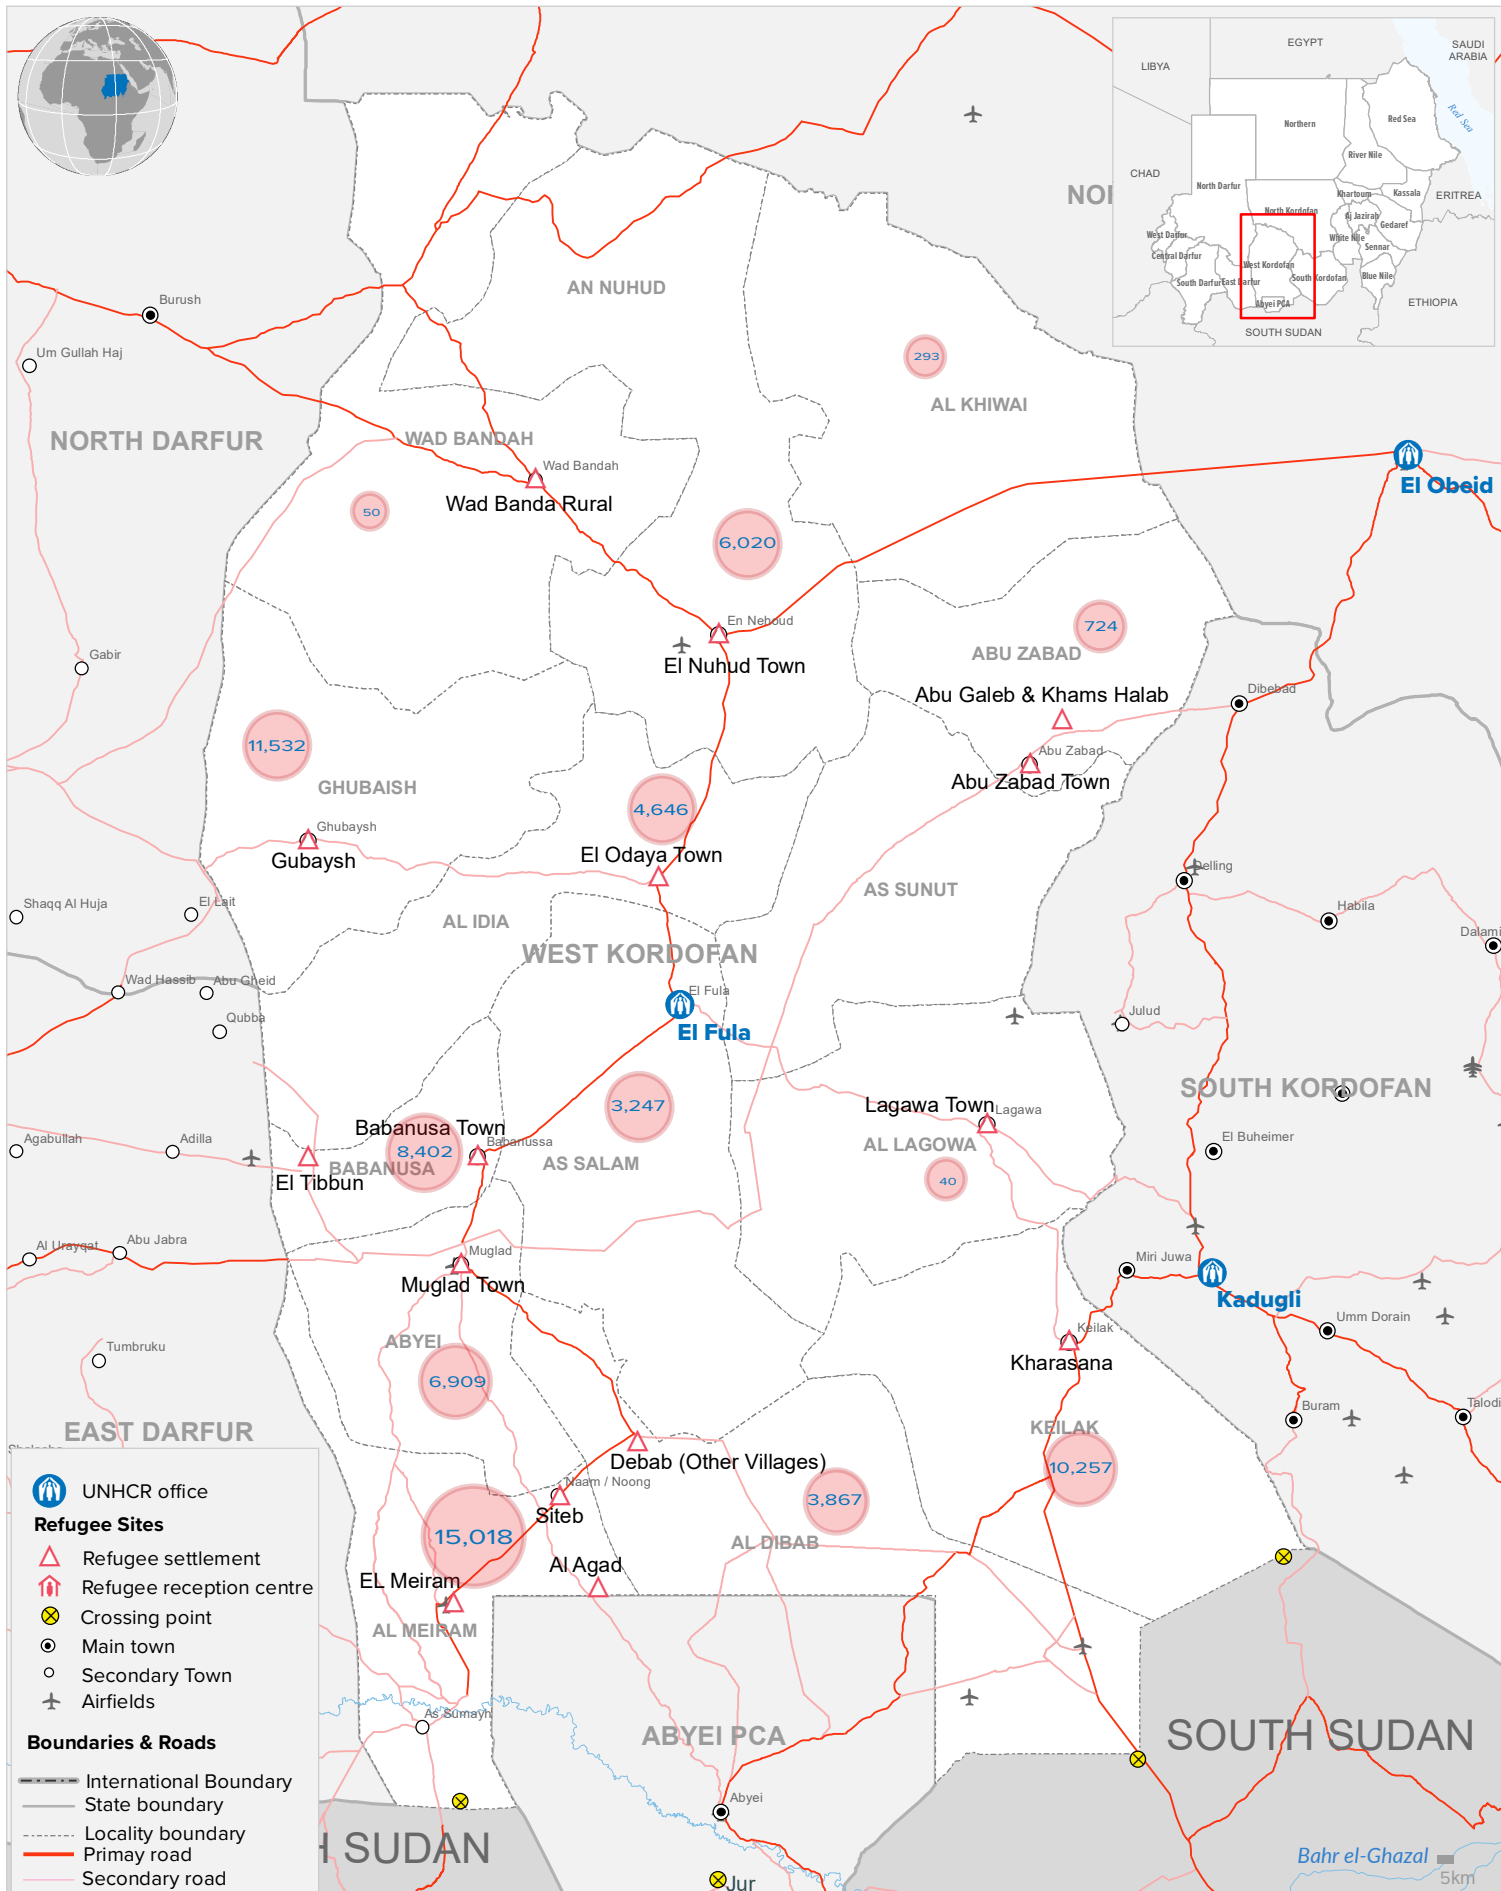 EGYPT
SAUDI
ARABIA
LIBYA
Red Sea
Northern
Red Sea
River Nile
CHAD
North Darfur
Khartoum
Kassala
ERITREA
North Kordofan
Aj Jazirah
Gedaref
West Darfur
White Nile
Sennar
Central Darfur
West Kordofan
South Darfur
East Darfur
South Kordofan
Blue Nile
Abyei PCA
ETHIOPIA
SOUTH SUDAN
NOR
AN NUHUD
Burush
Um Gullah Haj
293
AL KHIWAI
NORTH DARFUR
WAD BANDAH
Wad Bandah
Wad Banda Rural
El Obeid
50
6,020
En Nehoud
El Nuhud Town
724
ABU ZABAD
Gabir
Abu Galeb & Khams Halab
Dibebad
11,532
Abu Zabad
Abu Zabad Town
GHUBAISH
4,646
Ghubaysh
Gubaysh
El Odaya Town
Delling
AS SUNUT
Shaqq Al Huja
El Lait
Habila
AL IDIA
Dalami
WEST KORDOFAN
Wad Hassib
Abu Gheid
El Fula
El Fula
Qubba
Julud
SOUTH KORDOFAN
3,247
Lagawa Town
Lagawa
Babanusa Town
Agabullah
Adilla
8,402
Babanussa
El Buheimer
AL LAGOWA
BABANUSA
AS SALAM
El Tibbun
40
Al Urayqat
Abu Jabra
Muglad
Muglad Town
Miri Juwa
Kadugli
Umm Dorain
Tumbruku
ABYEI
Keilak
Kharasana
6,909
Buram
Talodi
EAST DARFUR
KEILAK
Debab (Other Villages)
10,257
Naam / Noong
3,867
Siteb
15,018
AL DIBAB
Al Agad
EL Meiram
AL MEIRAM
As Sumayh
ABYEI PCA
SOUTH SUDAN
Abyei
H SUDAN
Bahr el-Ghazal
5km
Jur
UNHCR office
Refugee Sites
Refugee settlement
Refugee reception centre
Crossing point
Main town
Secondary Town
Airfields
Boundaries & Roads
International Boundary
State boundary
Locality boundary
Primay road
Secondary road